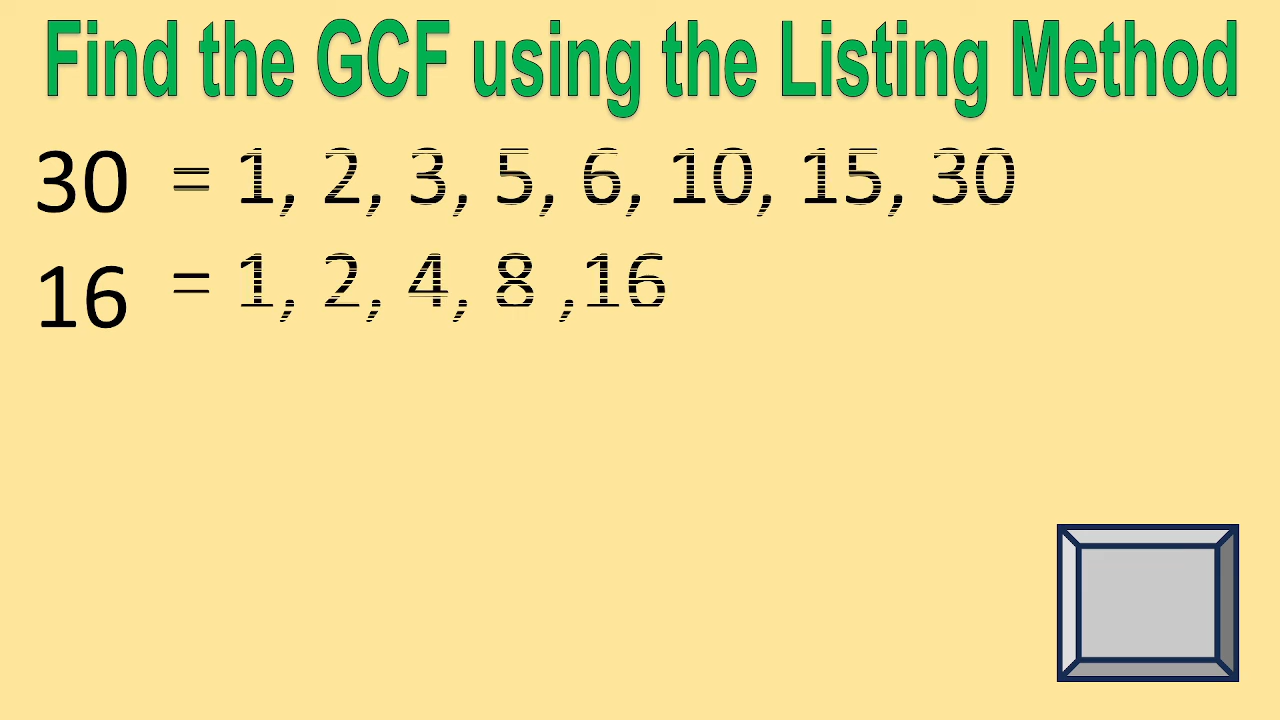 Find the GCF using the Listing Method
30 = 1, 2, 3, 5, 6, 10, 15, 30
16 = 1, 2, 4, 8 ,16